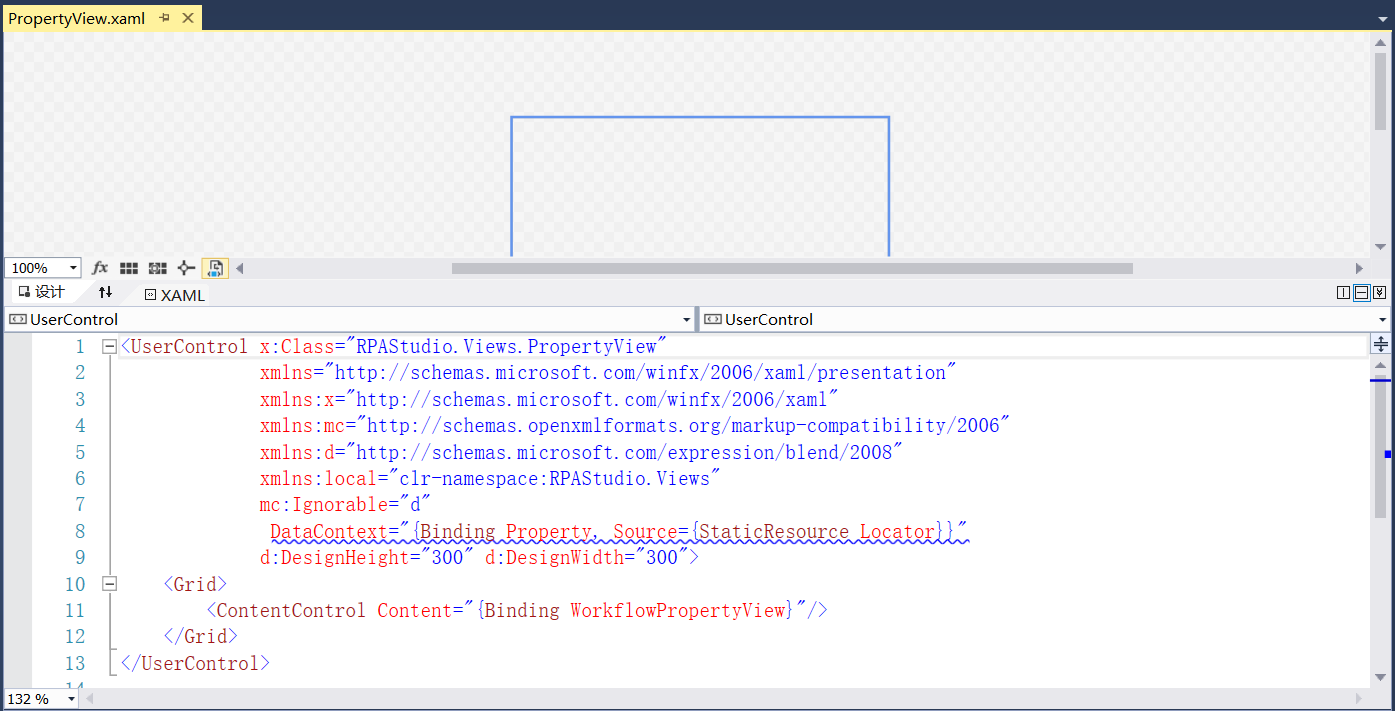 PropertyView.xaml
100%
fx
设计
XAML
UserControl
UserControl
1 <UserControl x:Class="RPAStudio.Views.PropertyView"
2 xmlns="http://schemas.microsoft.com/winfx/2006/xaml/presentation"
3 xmlns:x="http://schemas.microsoft.com/winfx/2006/xaml"
4 xmlns:mc="http://schemas.openxmlformats.org/markup-compatibility/2006"
5 xmlns:d="http://schemas.microsoft.com/expression/blend/2008"
6 xmlns:local="clr-namespace:RPAStudio.Views"
7 mc:Ignorable="d"
8 DataContext="{Binding Property, Source={StaticResource Locator}}"
9 d:DesignHeight="300" d:DesignWidth="300">
10 <Grid>
11 <ContentControl Content="{Binding WorkflowPropertyView}"/>
12 </Grid>
13 </UserControl>
14
132 %